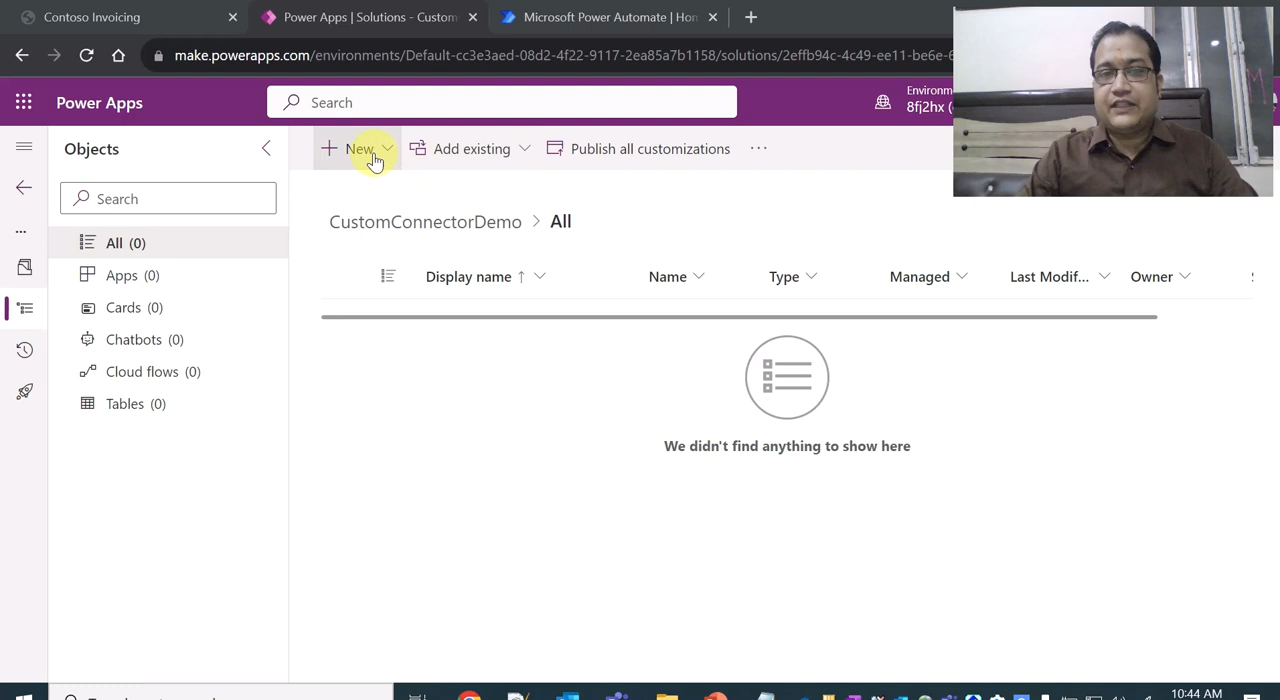 Contoso Invoicing
Power Apps | Solutions - Custom
Microsoft Power Automate | Hon
make.powerapps.com/environments/Default-cc3e3aed-08d2-4f22-9117-2ea85a7b1158/solutions/2effb94c-4c49-ee11-be6e-6
Power Apps
Search
Environm
8fj2hx (
Objects
New
Add existing
Publish all customizations
Search
CustomConnectorDemo > All
All (0)
Apps (0)
Cards (0)
Chatbots (0)
Cloud flows (0)
Tables (0)
Display name ↑
Name
Type
Managed
Last Modif...
Owner
We didn't find anything to show here
10:44 AM